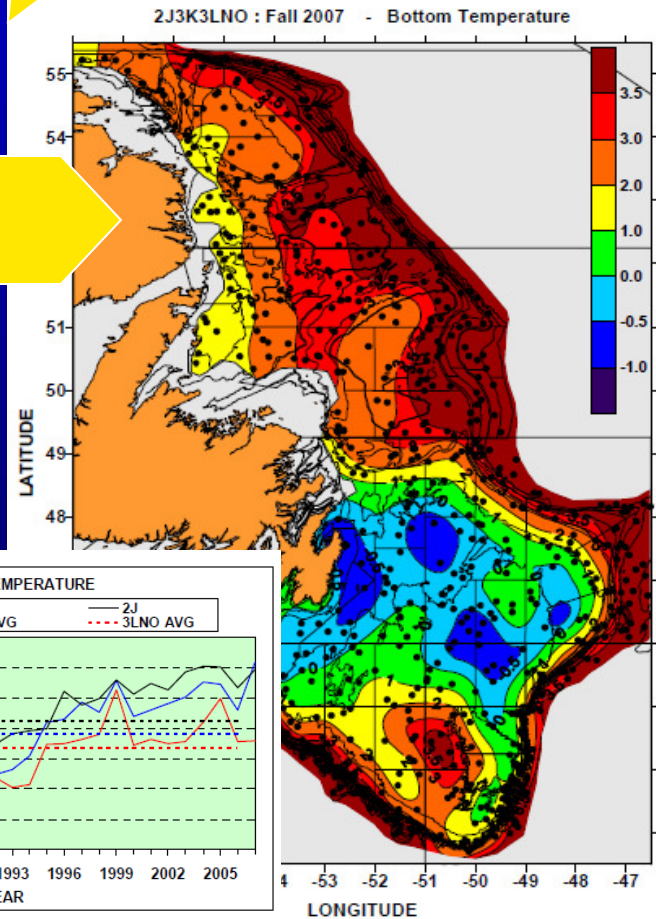 2J3K3LNO : Fall 2007 - Bottom Temperature
55
54
51
50
49
48
LATITUDE
3.5
3.0
2.0
1.0
0.0
-0.5
-1.0
EMPERATURE
VG
2J
3LNO AVG
1993 1996 1999 2002 2005
EAR
4 -53 -52 -51 -50 -49 -48 -47
LONGITUDE